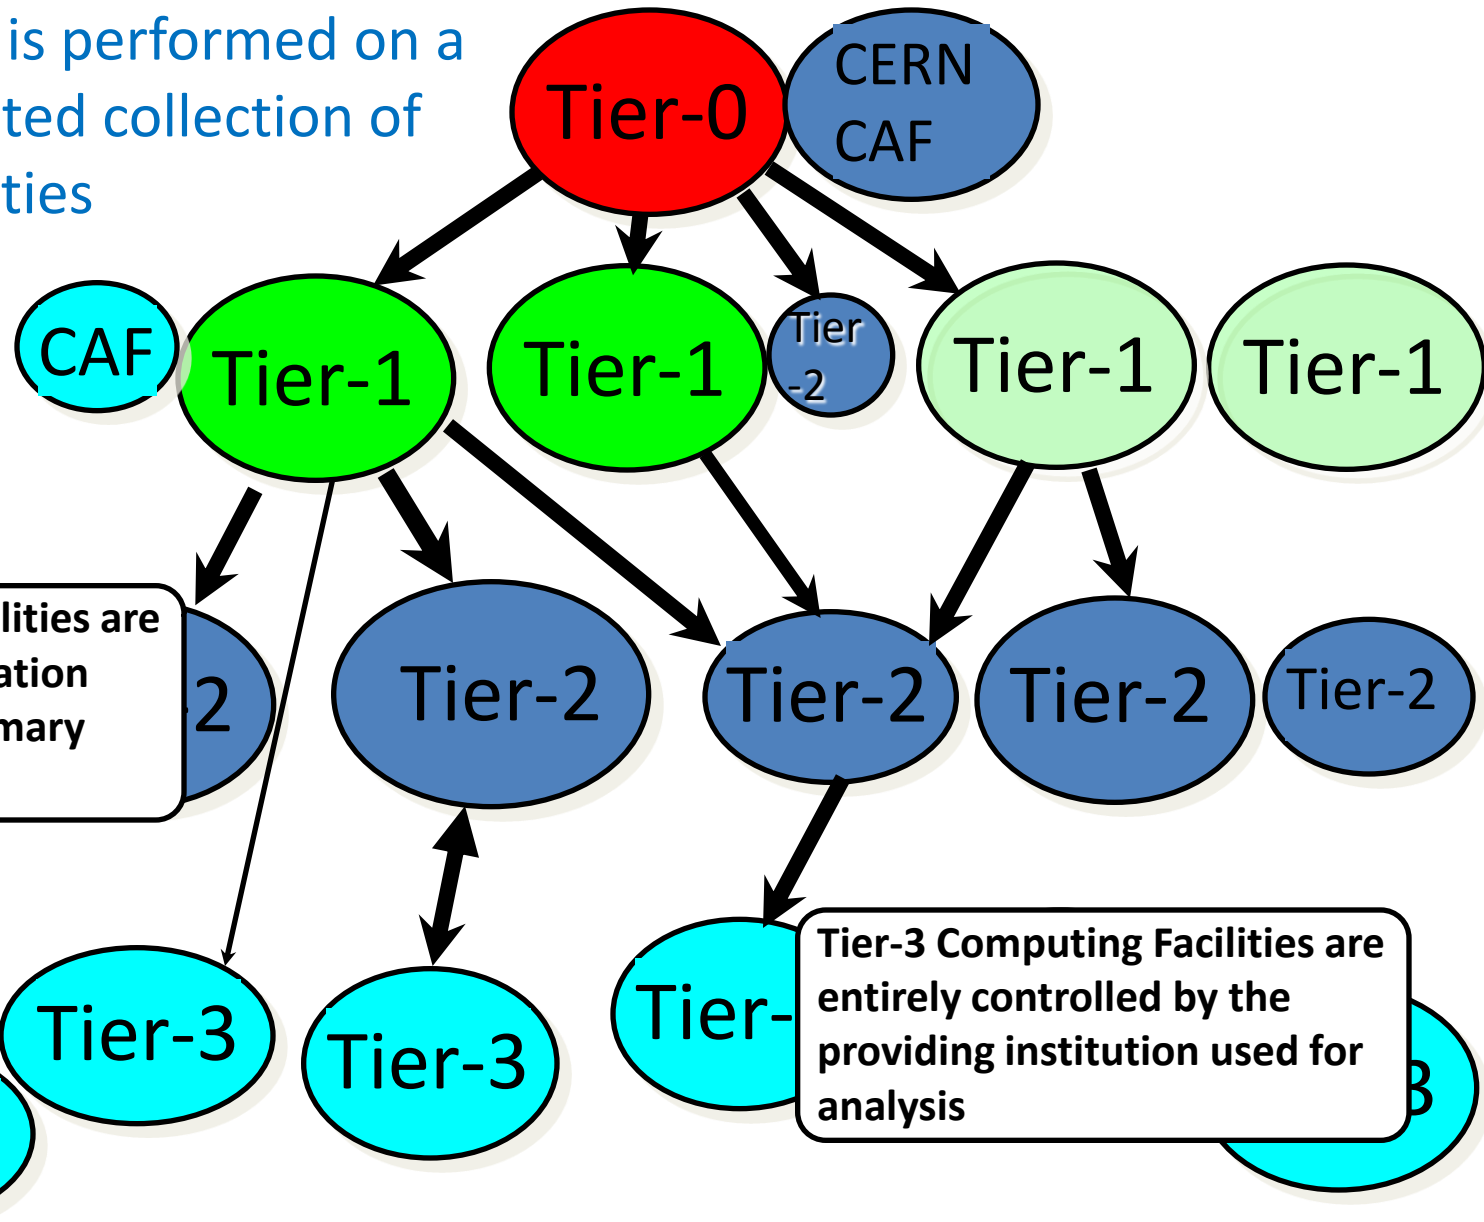 is performed on a
ted collection of
ties
Tier-0
CERN
CAF
CAF
Tier-1
Tier-1
Tier
-2
Tier-1
Tier-1
lities are
ation
mary
-2
Tier-2
Tier-2
Tier-2
Tier-2
Tier-3
Tier-3
Tier-
Tier-3 Computing Facilities are
entirely controlled by the
providing institution used for
analysis
3